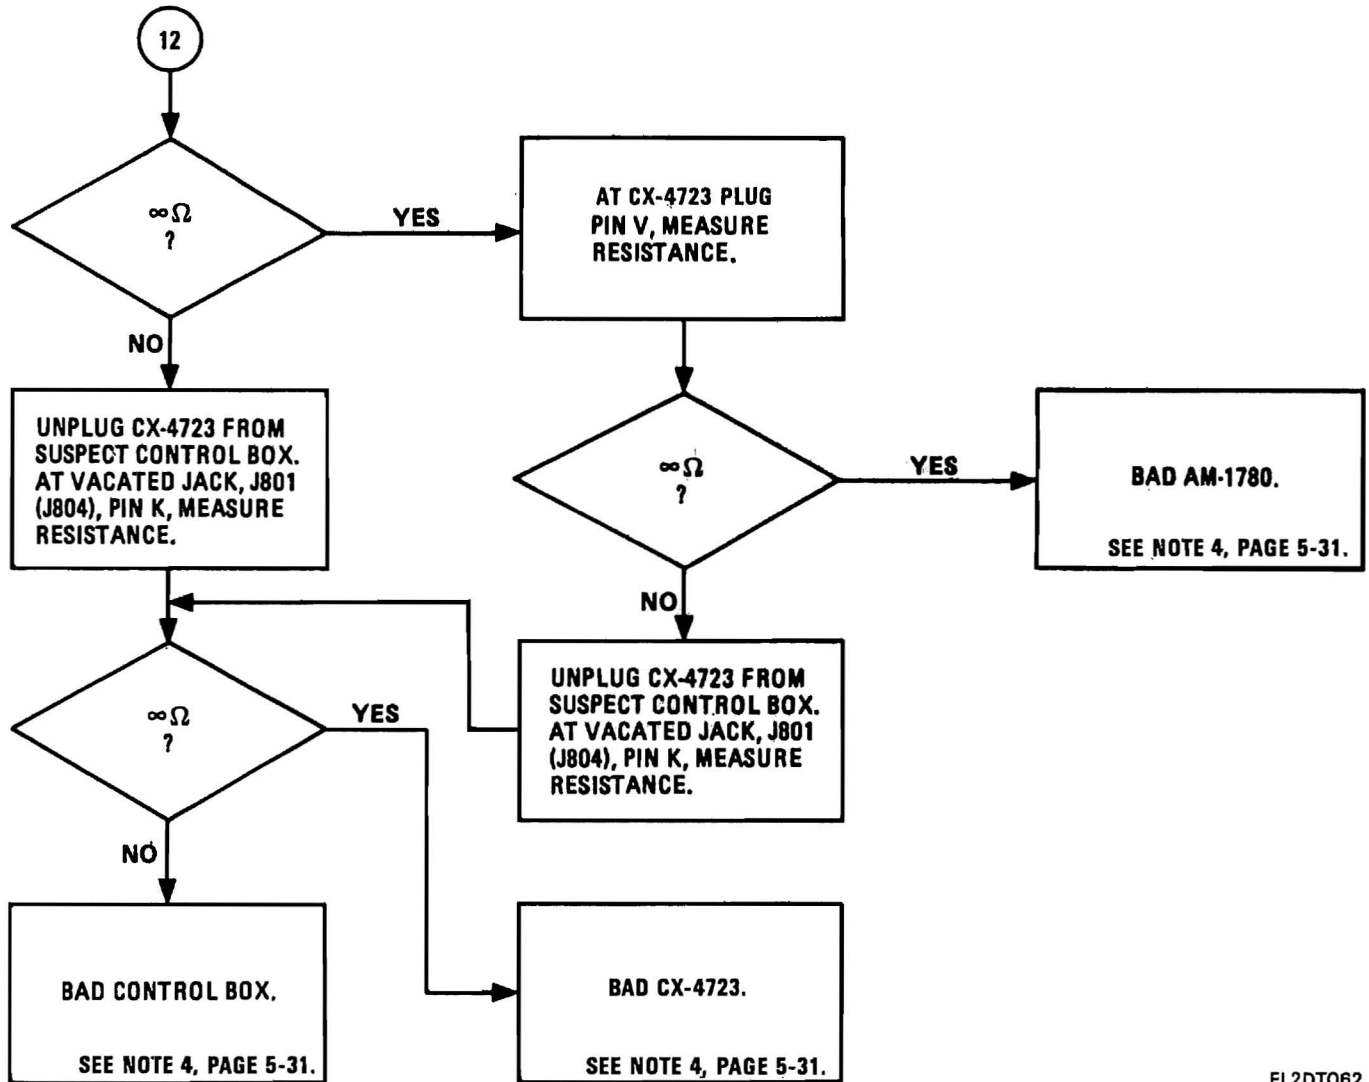 12
∞Ω
?
YES
AT CX-4723 PLUG
PIN V, MEASURE
RESISTANCE.
NO
UNPLUG CX-4723 FROM
SUSPECT CONTROL BOX.
AT VACATED JACK, J801
(J804), PIN K, MEASURE
RESISTANCE.
∞Ω
?
YES
BAD AM-1780.
SEE NOTE 4, PAGE 5-31.
NO
UNPLUG CX-4723 FROM
SUSPECT CONTROL BOX.
AT VACATED JACK, J801
(J804), PIN K, MEASURE
RESISTANCE.
∞Ω
?
YES
NO
BAD CONTROL BOX.
SEE NOTE 4, PAGE 5-31.
BAD CX-4723.
SEE NOTE 4, PAGE 5-31.
EL2DT062